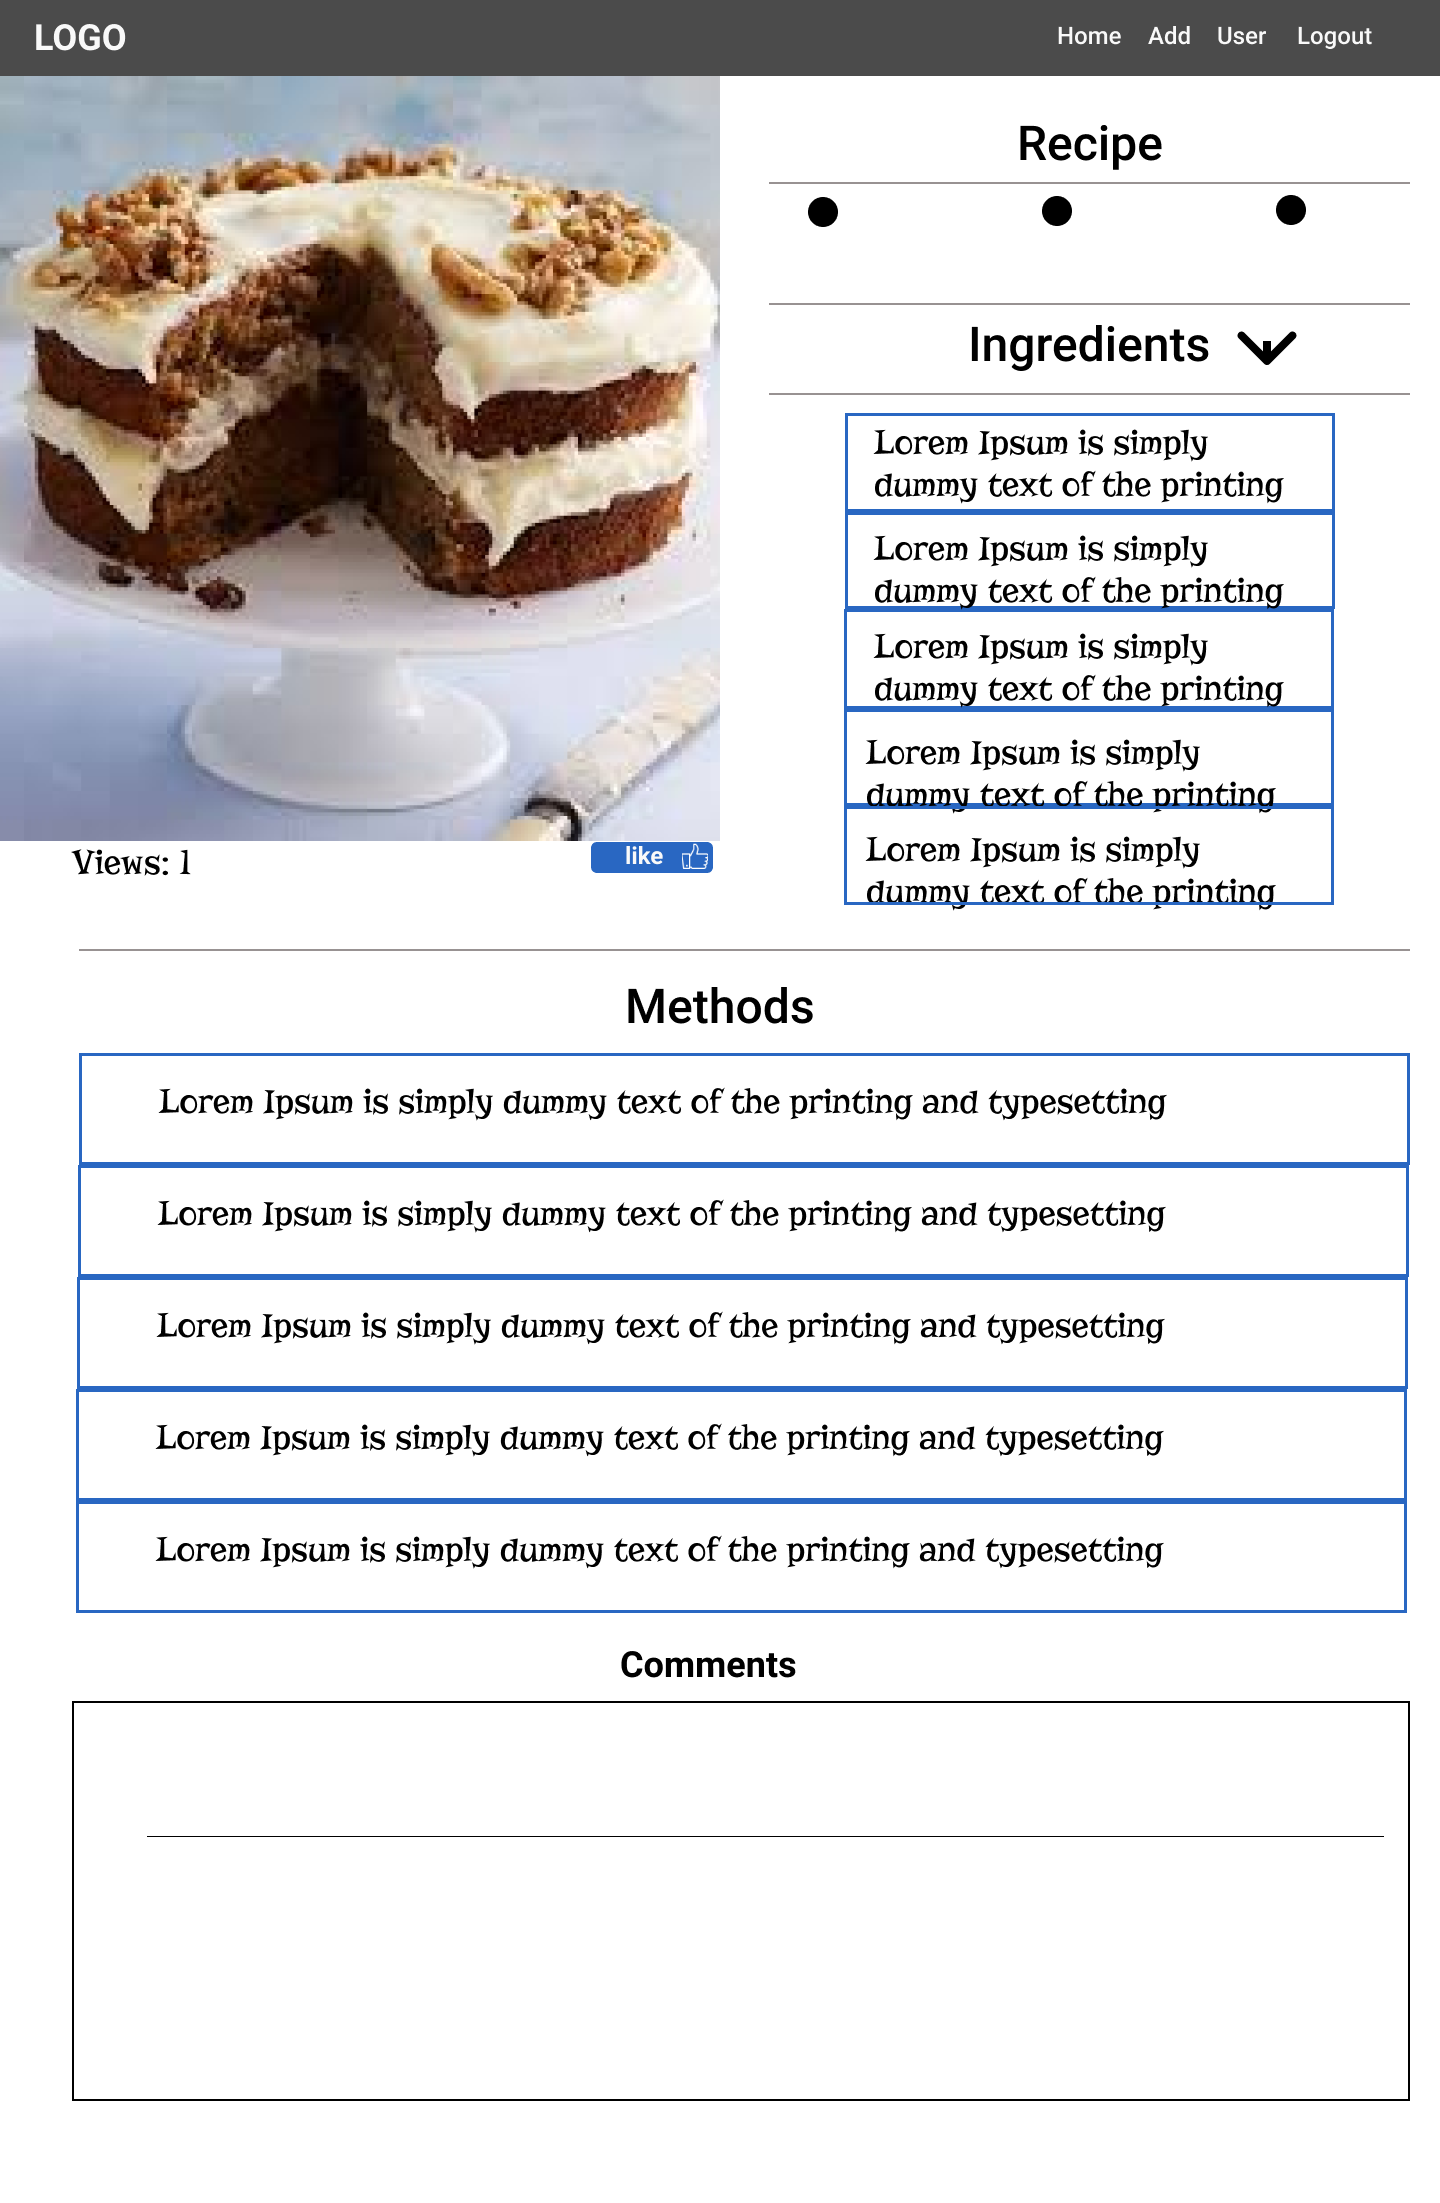 LOGO
Home Add User Logout
Recipe
Ingredients
Lorem Ipsum is simply
dummy text of the printing
Lorem Ipsum is simply
dummy text of the printing
Lorem Ipsum is simply
dummy text of the printing
Lorem Ipsum is simply
dummy text of the printing
Lorem Ipsum is simply
dummy text of the printing
Views: 1
like
Methods
Lorem Ipsum is simply dummy text of the printing and typesetting
Lorem Ipsum is simply dummy text of the printing and typesetting
Lorem Ipsum is simply dummy text of the printing and typesetting
Lorem Ipsum is simply dummy text of the printing and typesetting
Lorem Ipsum is simply dummy text of the printing and typesetting
Comments